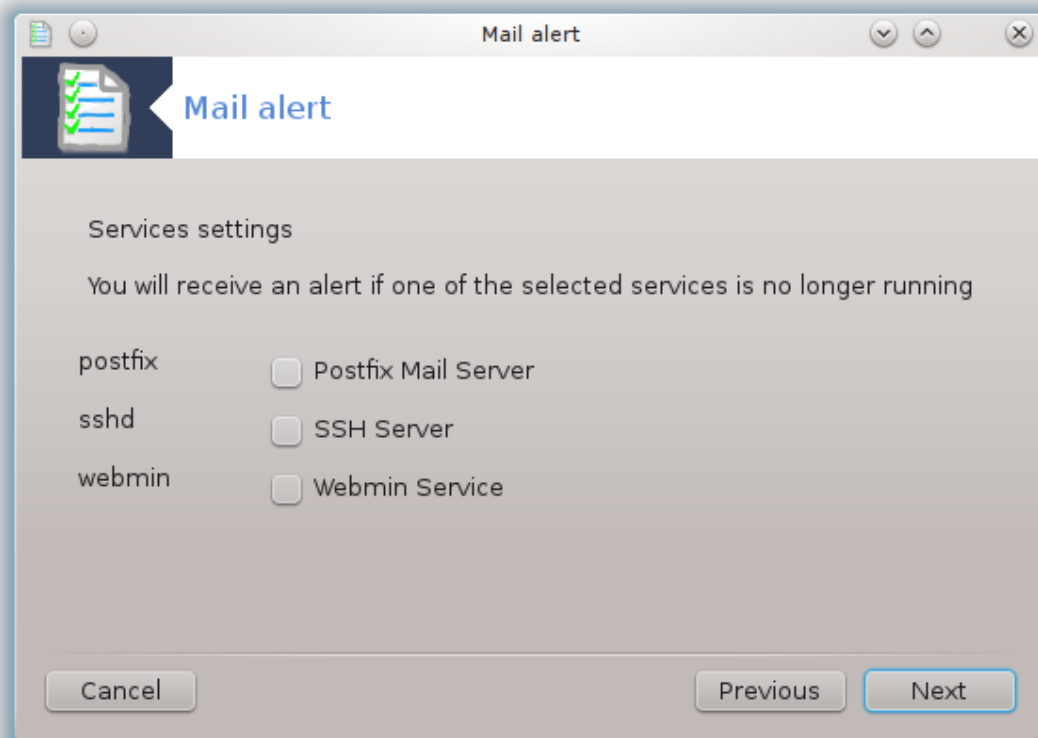 Mail alert
Mail alert
Services settings
You will receive an alert if one of the selected services is no longer running
postfix Postfix Mail Server
sshd SSH Server
webmin Webmin Service
Cancel Previous Next